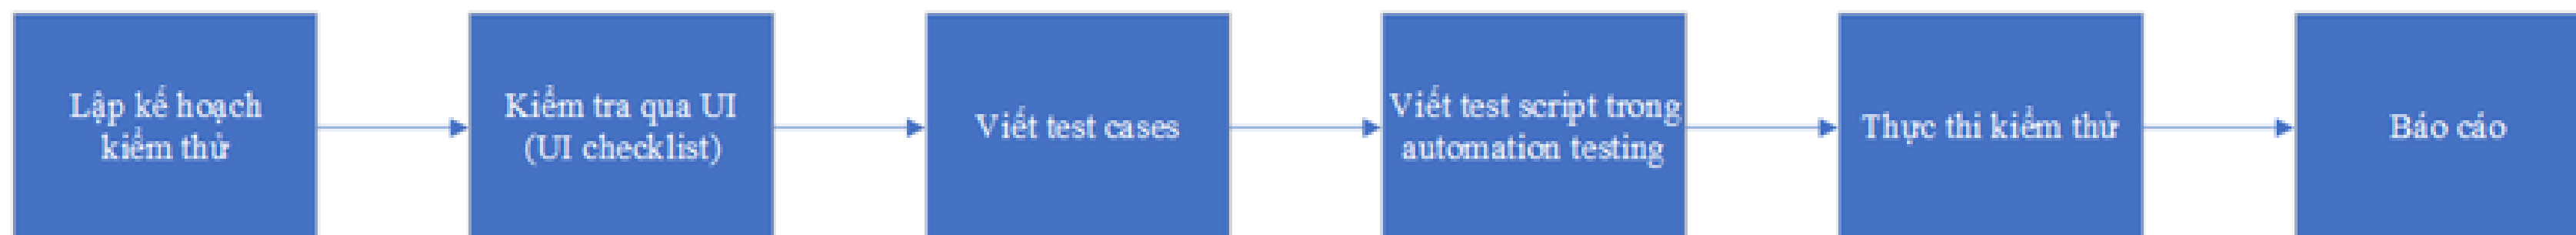 Lập kế hoạch
kiểm thử
Kiểm tra qua UI
(UI checklist)
Viết test cases
Viết test script trong
automation testing
Thực thi kiểm thử
Báo cáo